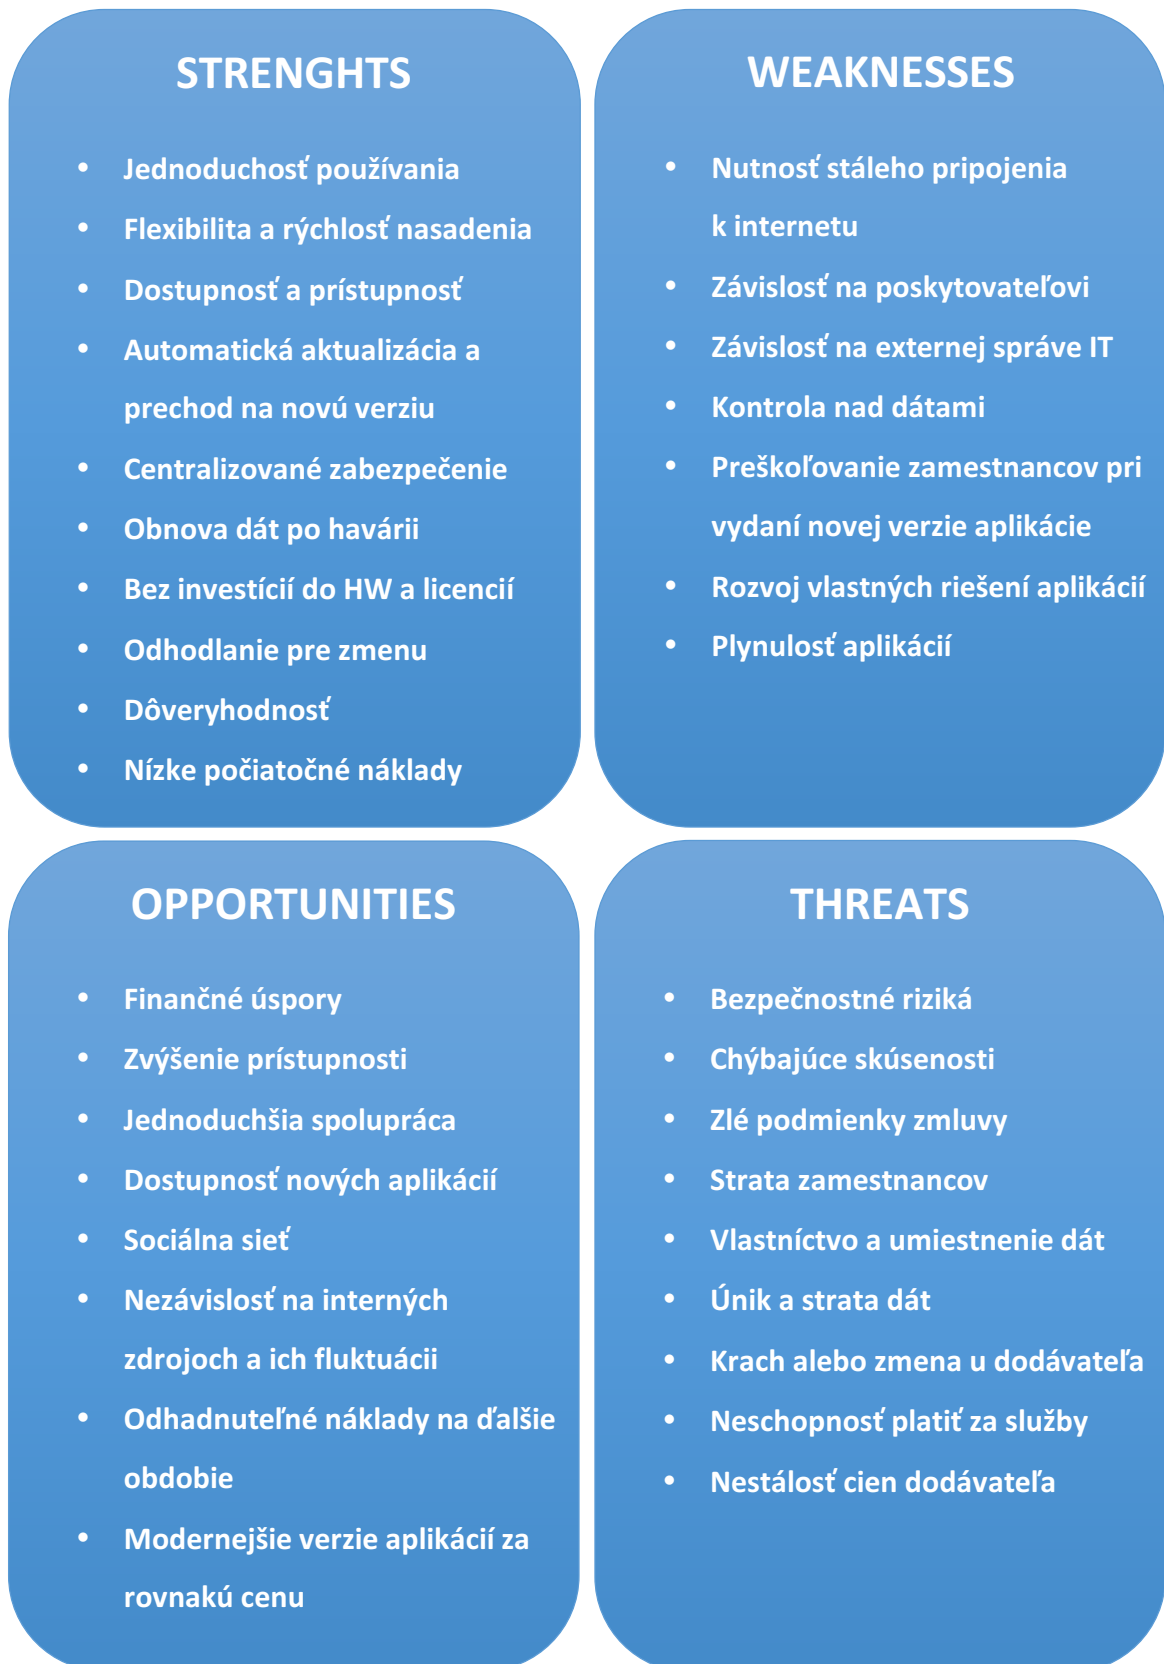 STRENGHTS
• Jednoduchosť používania
• Flexibilita a rýchlosť nasadenia
• Dostupnosť a prístupnosť
• Automatická aktualizácia a
prechod na novú verziu
• Centralizované zabezpečenie
• Obnova dát po havárii
• Bez investícií do HW a licencií
• Odhodlanie pre zmenu
• Dôveryhodnosť
• Nízke počiatočné náklady
WEAKNESSES
• Nutnosť stáleho pripojenia
k internetu
• Závislosť na poskytovateľovi
• Závislosť na externej správe IT
• Kontrola nad dátami
• Preškoľovanie zamestnancov pri
vydaní novej verzie aplikácie
• Rozvoj vlastných riešení aplikácií
• Plynulosť aplikácií
OPPORTUNITIES
• Finančné úspory
• Zvýšenie prístupnosti
• Jednoduchšia spolupráca
• Dostupnosť nových aplikácií
• Sociálna sieť
• Nezávislosť na interných
zdrojoch a ich fluktuácii
• Odhadnuteľné náklady na ďalšie
obdobie
• Modernejšie verzie aplikácií za
rovnakú cenu
THREATS
• Bezpečnostné riziká
• Chýbajúce skúsenosti
• Zlé podmienky zmluvy
• Strata zamestnancov
• Vlastníctvo a umiestnenie dát
• Únik a strata dát
• Krach alebo zmena u dodávateľa
• Neschopnosť platiť za služby
• Nestálosť cien dodávateľa